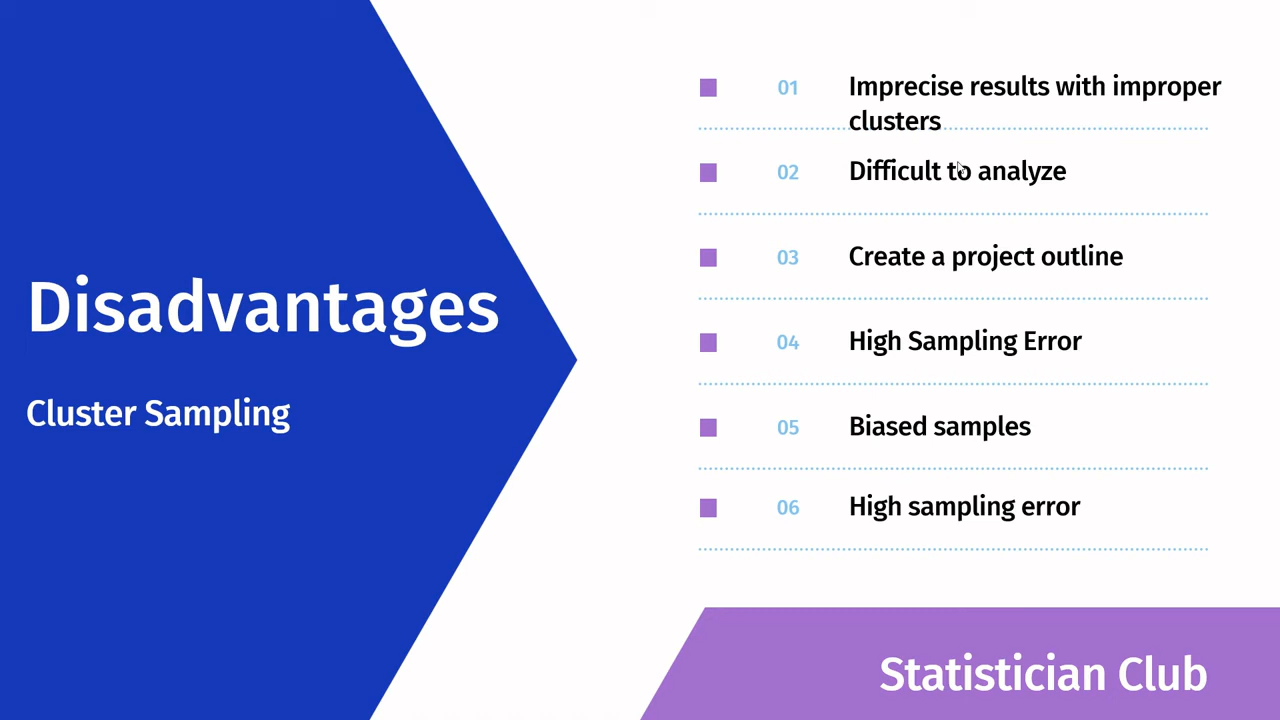 Disadvantages
Cluster Sampling
01 Imprecise results with improper
clusters
02 Difficult to analyze
03 Create a project outline
04 High Sampling Error
05 Biased samples
06 High sampling error
Statistician Club